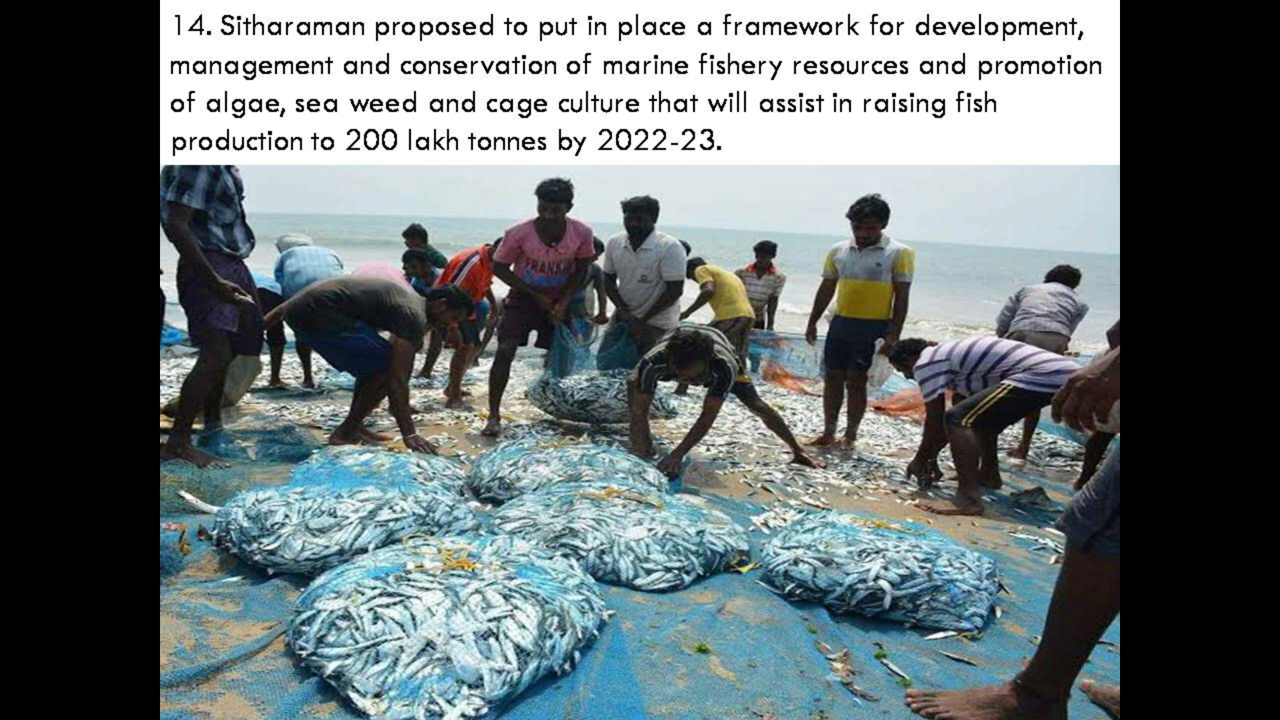 14. Sitharaman proposed to put in place a framework for development,
management and conservation of marine fishery resources and promotion
of algae, sea weed and cage culture that will assist in raising fish
production to 200 lakh tonnes by 2022-23.
FRANKIE